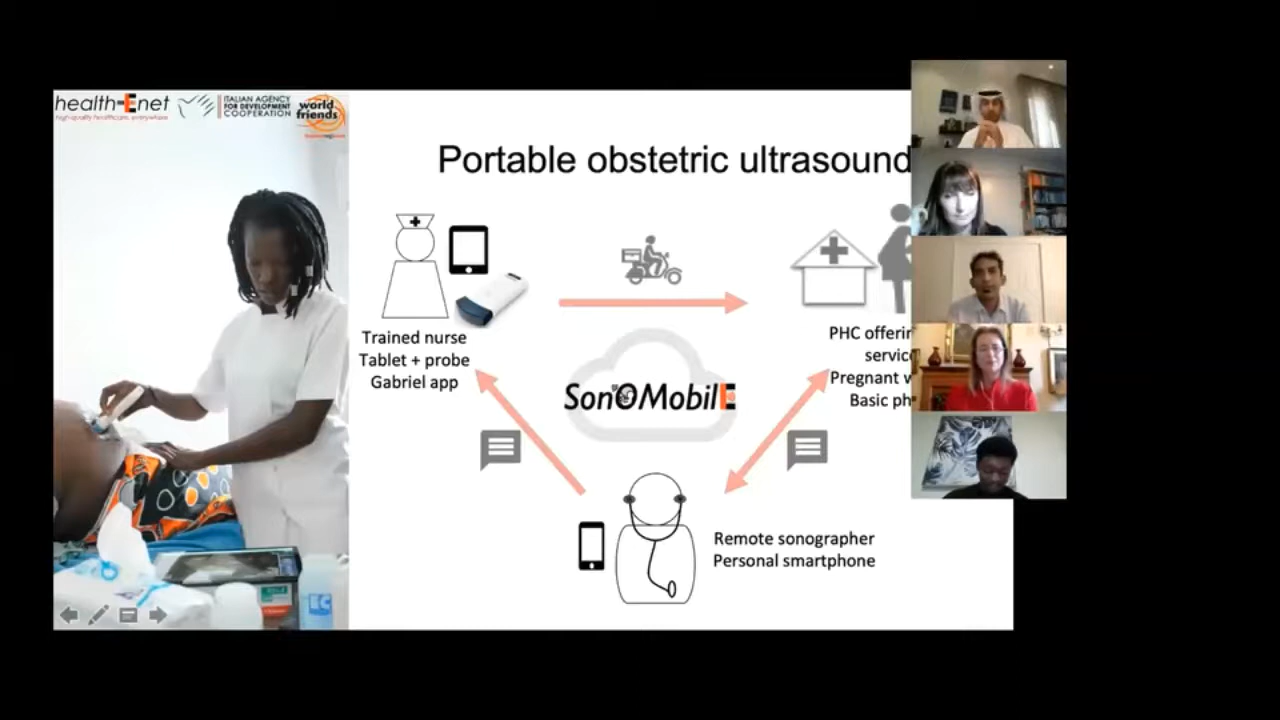 health-Enet
high-quality healthcare, everywhere
ITALIAN AGENCY
FOR DEVELOPMENT
COOPERATION
world
friends
Portable obstetric ultrasound
Trained nurse
Tablet + probe
Gabriel app
PHC offerin
service
Pregnant
Basic ph
SonOMobilE
Remote sonographer
Personal smartphone